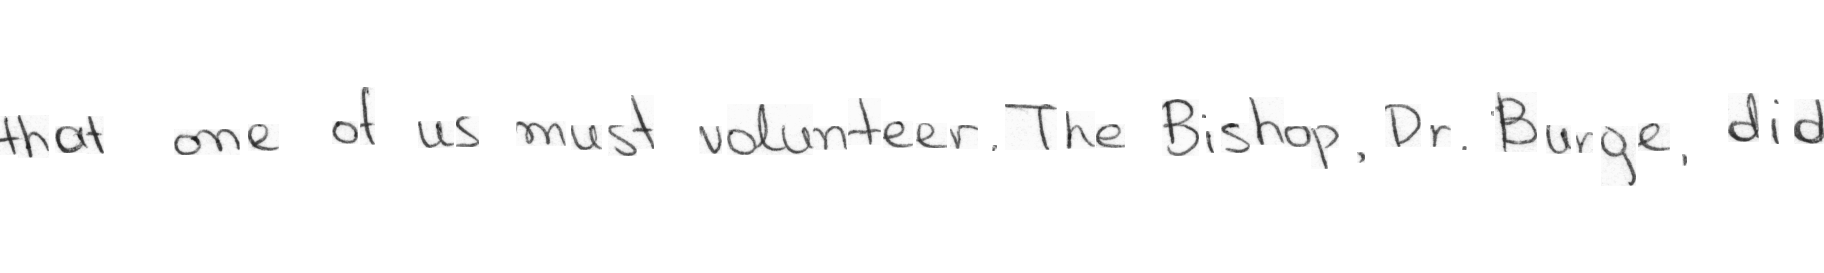 that one of us must volunteer. The Bishop, Dr. Burge, did